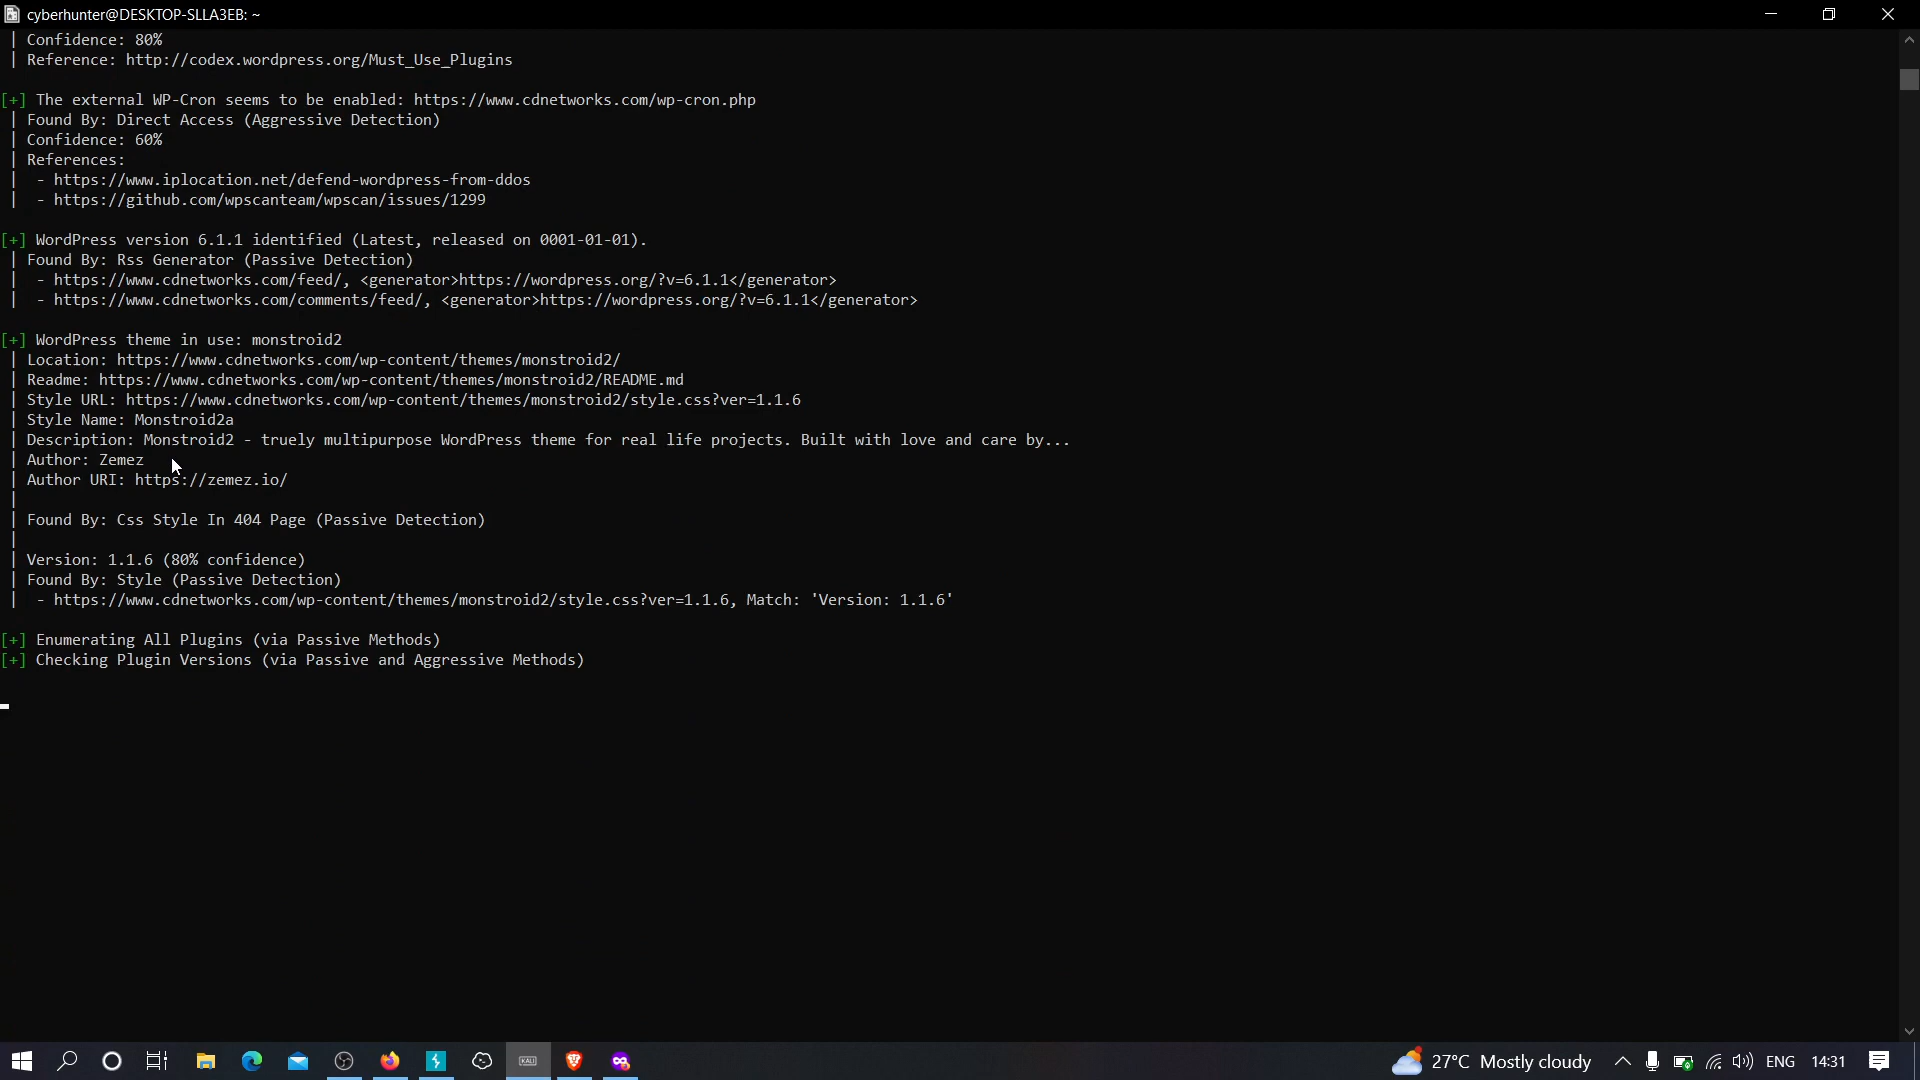 cyberhunter@DESKTOP-SLLA3EB: ~
| Confidence: 80%
| Reference: http://codex.wordpress.org/Must_Use_Plugins
[+] The external WP-Cron seems to be enabled: https://www.cdnetworks.com/wp-cron.php
| Found By: Direct Access (Aggressive Detection)
| Confidence: 60%
| References:
|  - https://www.iplocation.net/defend-wordpress-from-ddos
|  - https://github.com/wpscanteam/wpscan/issues/1299
[+] WordPress version 6.1.1 identified (Latest, released on 0001-01-01).
| Found By: Rss Generator (Passive Detection)
|  - https://www.cdnetworks.com/feed/, <generator>https://wordpress.org/?v=6.1.1</generator>
|  - https://www.cdnetworks.com/comments/feed/, <generator>https://wordpress.org/?v=6.1.1</generator>
[+] WordPress theme in use: monstroid2
| Location: https://www.cdnetworks.com/wp-content/themes/monstroid2/
| Readme: https://www.cdnetworks.com/wp-content/themes/monstroid2/README.md
| Style URL: https://www.cdnetworks.com/wp-content/themes/monstroid2/style.css?ver=1.1.6
| Style Name: Monstroid2a
| Description: Monstroid2 - truely multipurpose WordPress theme for real life projects. Built with love and care by...
| Author: Zemez
| Author URI: https://zemez.io/
|
| Found By: Css Style In 404 Page (Passive Detection)
|
| Version: 1.1.6 (80% confidence)
| Found By: Style (Passive Detection)
|  - https://www.cdnetworks.com/wp-content/themes/monstroid2/style.css?ver=1.1.6, Match: 'Version: 1.1.6'
[+] Enumerating All Plugins (via Passive Methods)
[+] Checking Plugin Versions (via Passive and Aggressive Methods)
KALI
27°C Mostly cloudy
ENG
14:31